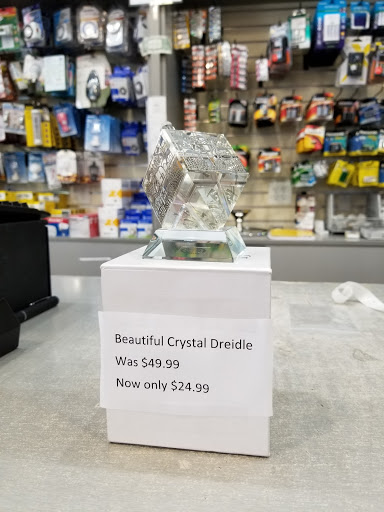 Beautiful Crystal Dreidle
Was $49.99
Now only $24.99